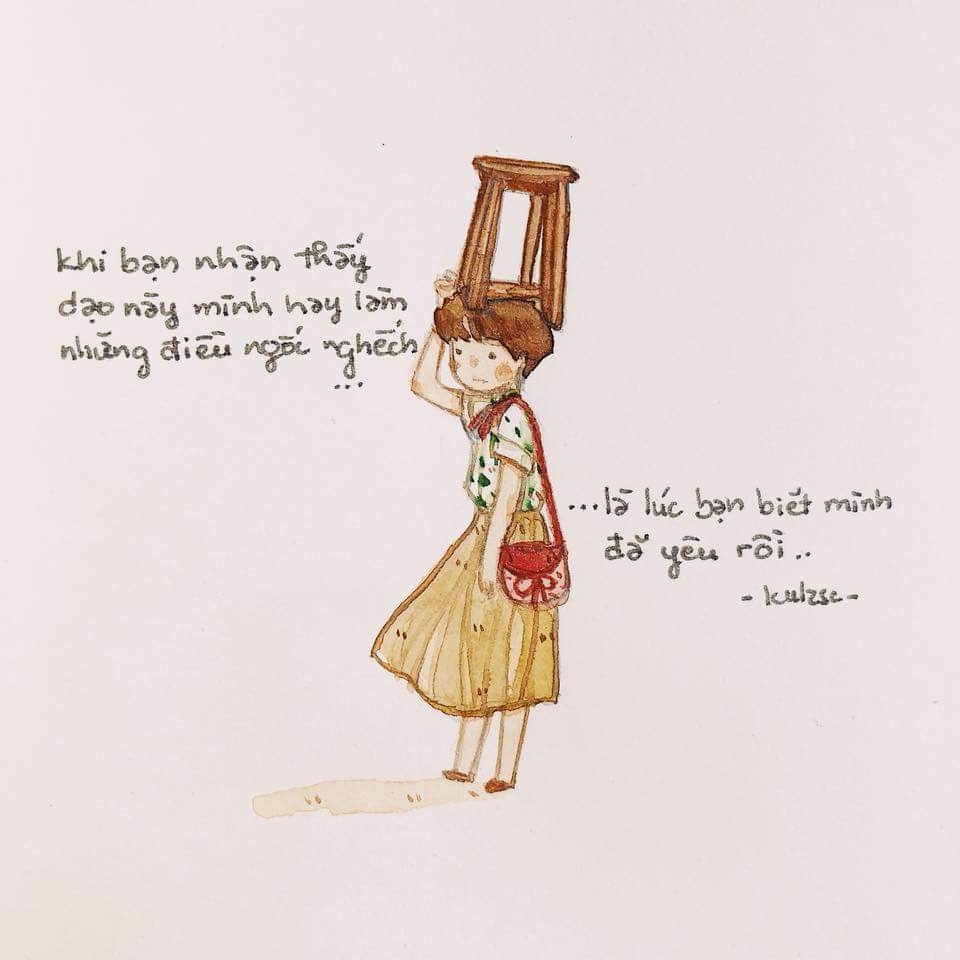 khi bạn nhận thấy
dạo này mình hay làm
những điều ngốc nghếch
...
...là lúc bạn biết mình
đã yêu rồi..
- kulzsc -